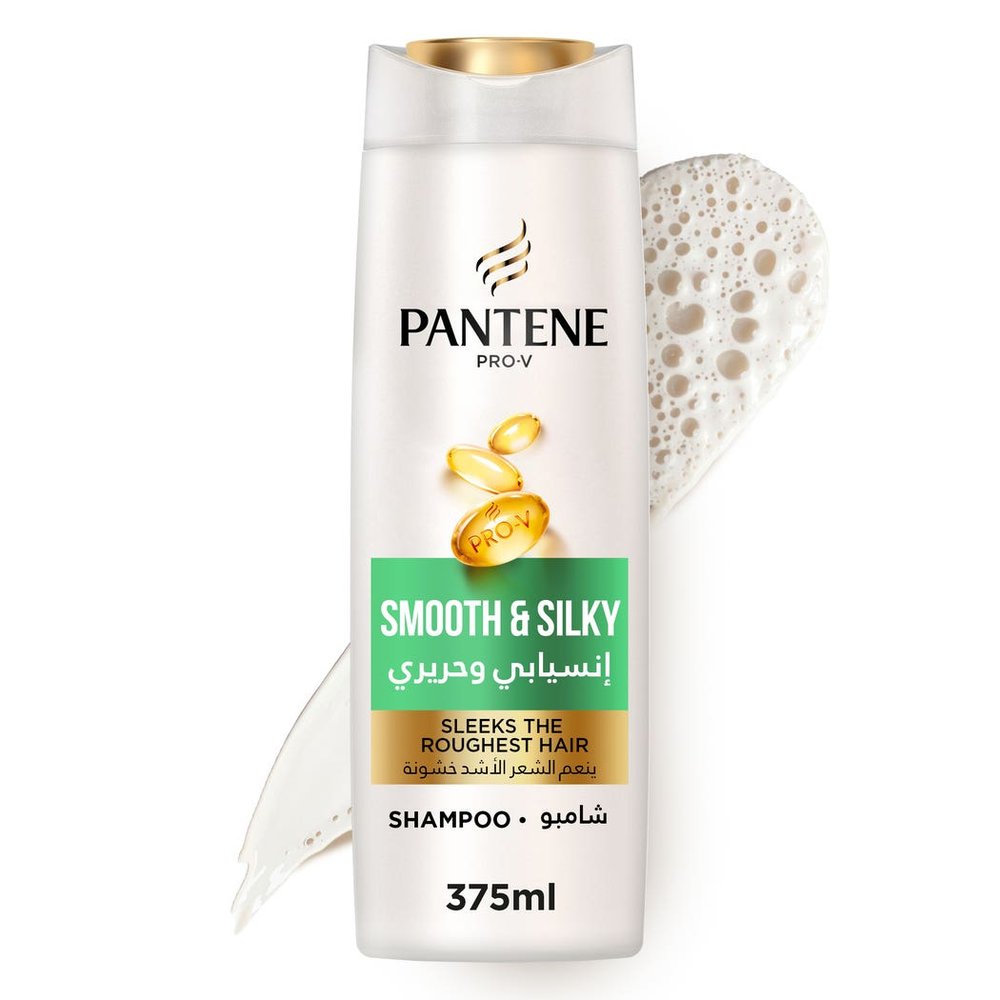 PANTENE
PRO-V
PRO-V
SMOOTH & SILKY
إنسيابي وحريري
SLEEKS THE
ROUGHEST HAIR
ينعم الشعر الأشد خشونة
SHAMPOO • شامبو
375ml